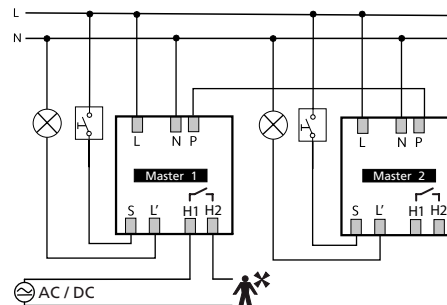 L
N
L N P
L N P
Master 1
Master 2
S L' H1 H2
S L' H1 H2
AC / DC